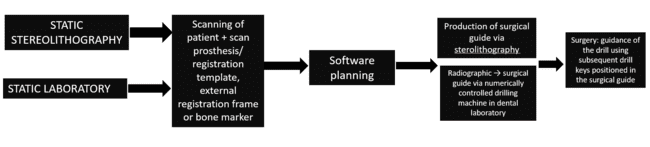 STATIC
STEREOLITHOGRAPHY
STATIC LABORATORY
Scanning of
patient + scan
prosthesis/
registration
template,
external
registration frame
or bone marker
Software
planning
Production of surgical
guide via
sterolithography
Radiographic → surgical
guide via numerically
controlled drilling
machine in dental
laboratory
Surgery: guidance of
the drill using
subsequent drill
keys positioned in
the surgical guide